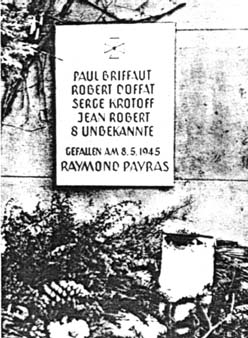 PAUL BRIFFAUT
ROBERT DOFFAT
SERGE KROTOFF
JEAN ROBERT
8 UNBEKANNTE
GEFALLEN AM 8.5.1945
RAYMOND PAYRAS